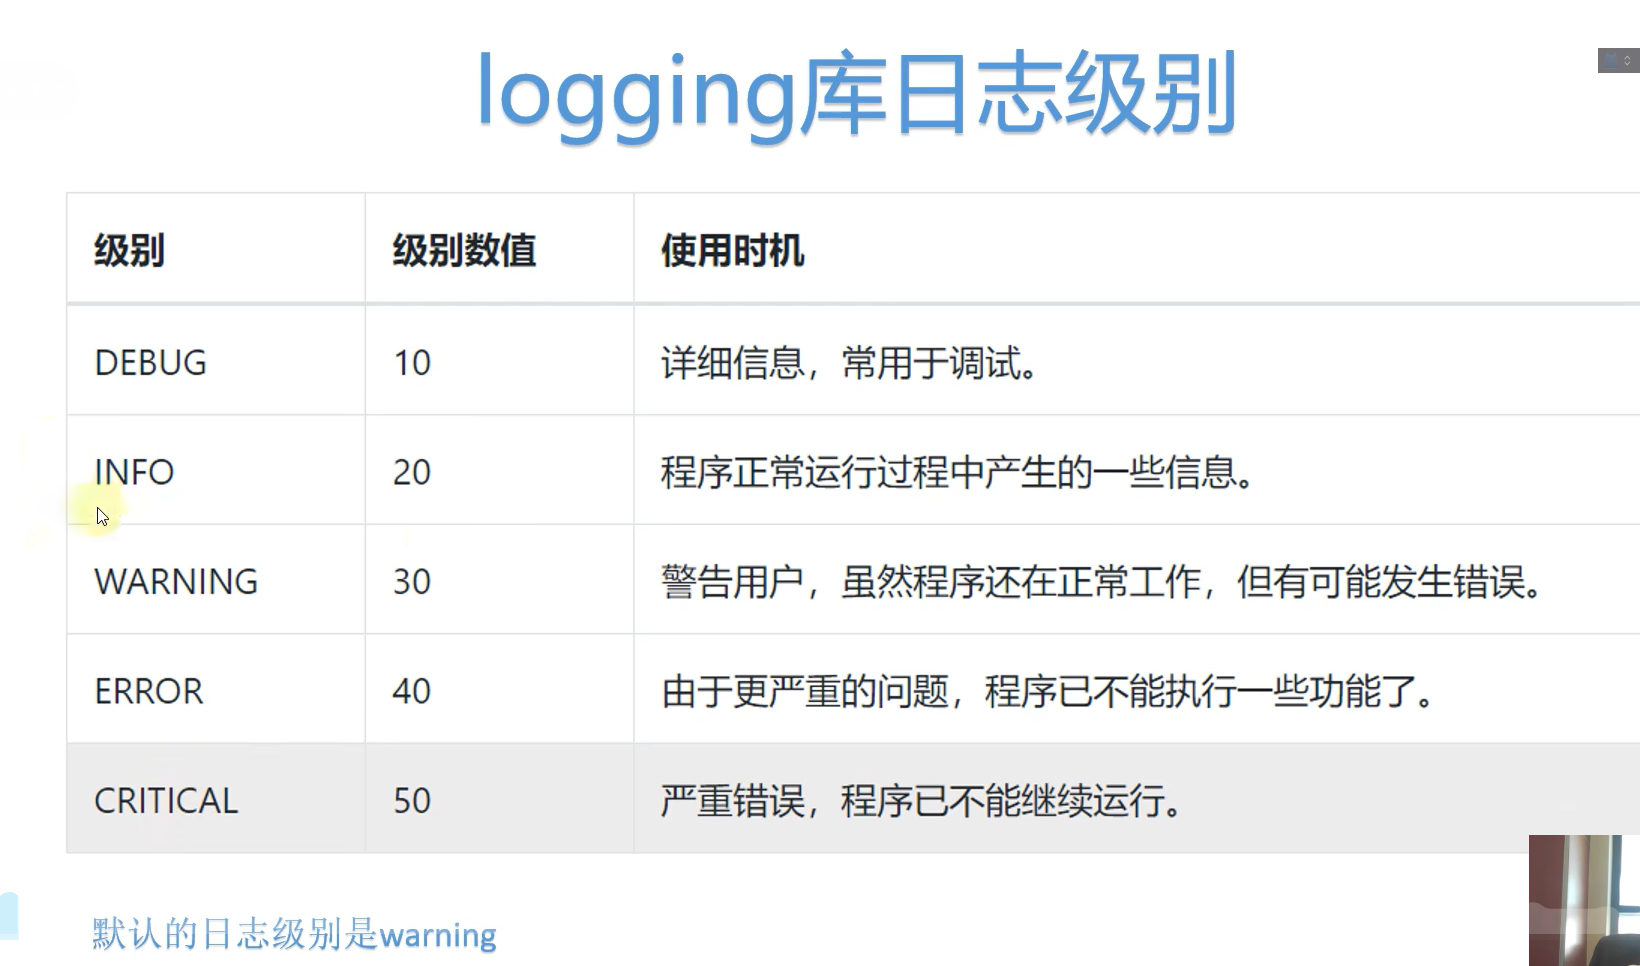 logging库日志级别
级别 级别数值 使用时机
DEBUG 10 详细信息，常用于调试。
INFO 20 程序正常运行过程中产生的一些信息。
WARNING 30 警告用户，虽然程序还在正常工作，但有可能发生错误。
ERROR 40 由于更严重的问题，程序已不能执行一些功能了。
CRITICAL 50 严重错误，程序已不能继续运行。
默认的日志级别是warning